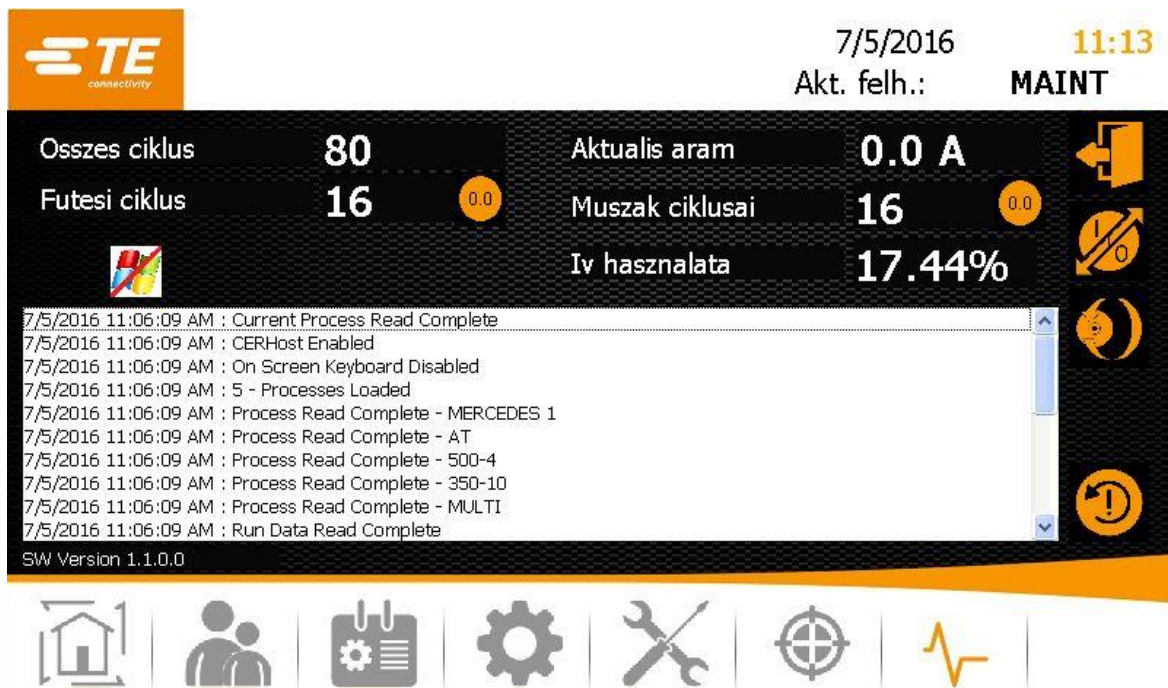 TE
connectivity
7/5/2016 11:13
Akt. felh.: MAINT
Osszes ciklus 80 Aktualis aram 0.0 A
Futesi ciklus 16 0.0 Muszak ciklusai 16 0.0
Iv hasznalata 17.44%
I/O
7/5/2016 11:06:09 AM : Current Process Read Complete
7/5/2016 11:06:09 AM : CERHost Enabled
7/5/2016 11:06:09 AM : On Screen Keyboard Disabled
7/5/2016 11:06:09 AM : 5 - Processes Loaded
7/5/2016 11:06:09 AM : Process Read Complete - MERCEDES 1
7/5/2016 11:06:09 AM : Process Read Complete - AT
7/5/2016 11:06:09 AM : Process Read Complete - 500-4
7/5/2016 11:06:09 AM : Process Read Complete - 350-10
7/5/2016 11:06:09 AM : Process Read Complete - MULTI
7/5/2016 11:06:09 AM : Run Data Read Complete
SW Version 1.1.0.0